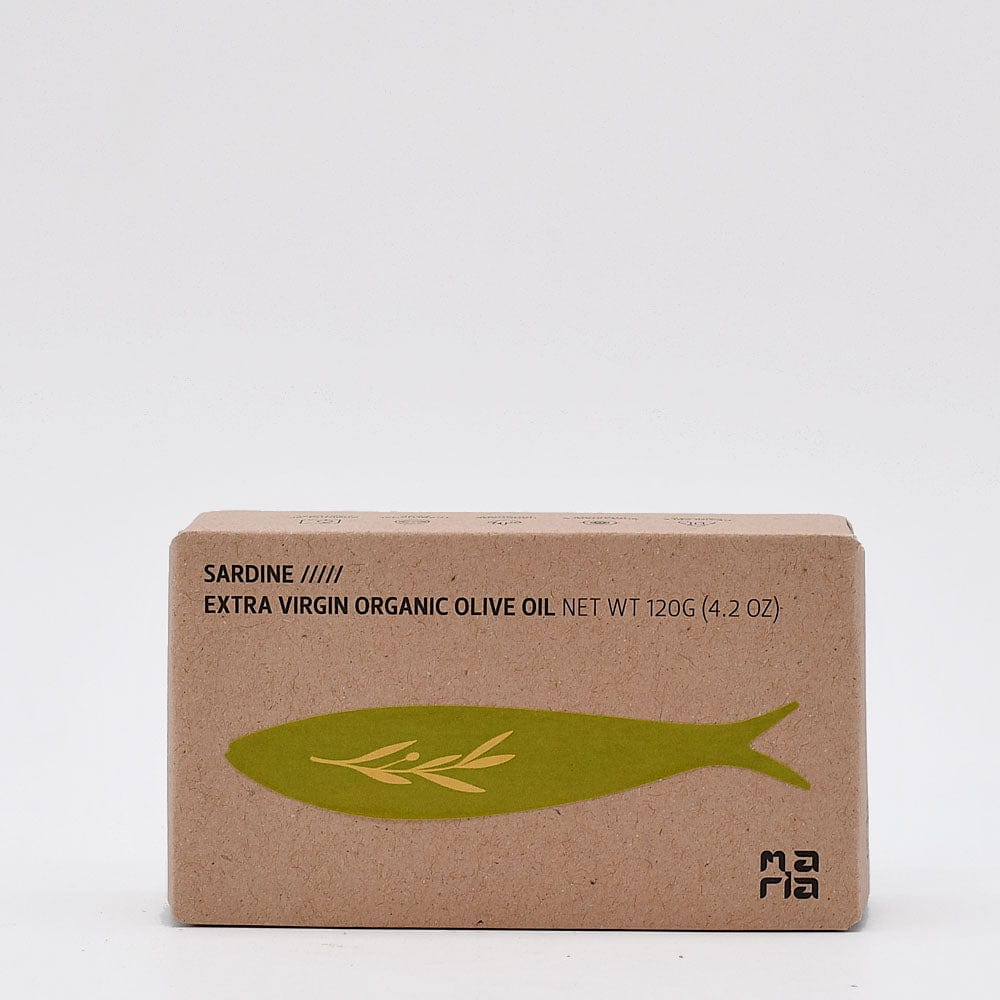 SARDINE /////
EXTRA VIRGIN ORGANIC OLIVE OIL NET WT 120G (4.2 OZ)
ma
ria